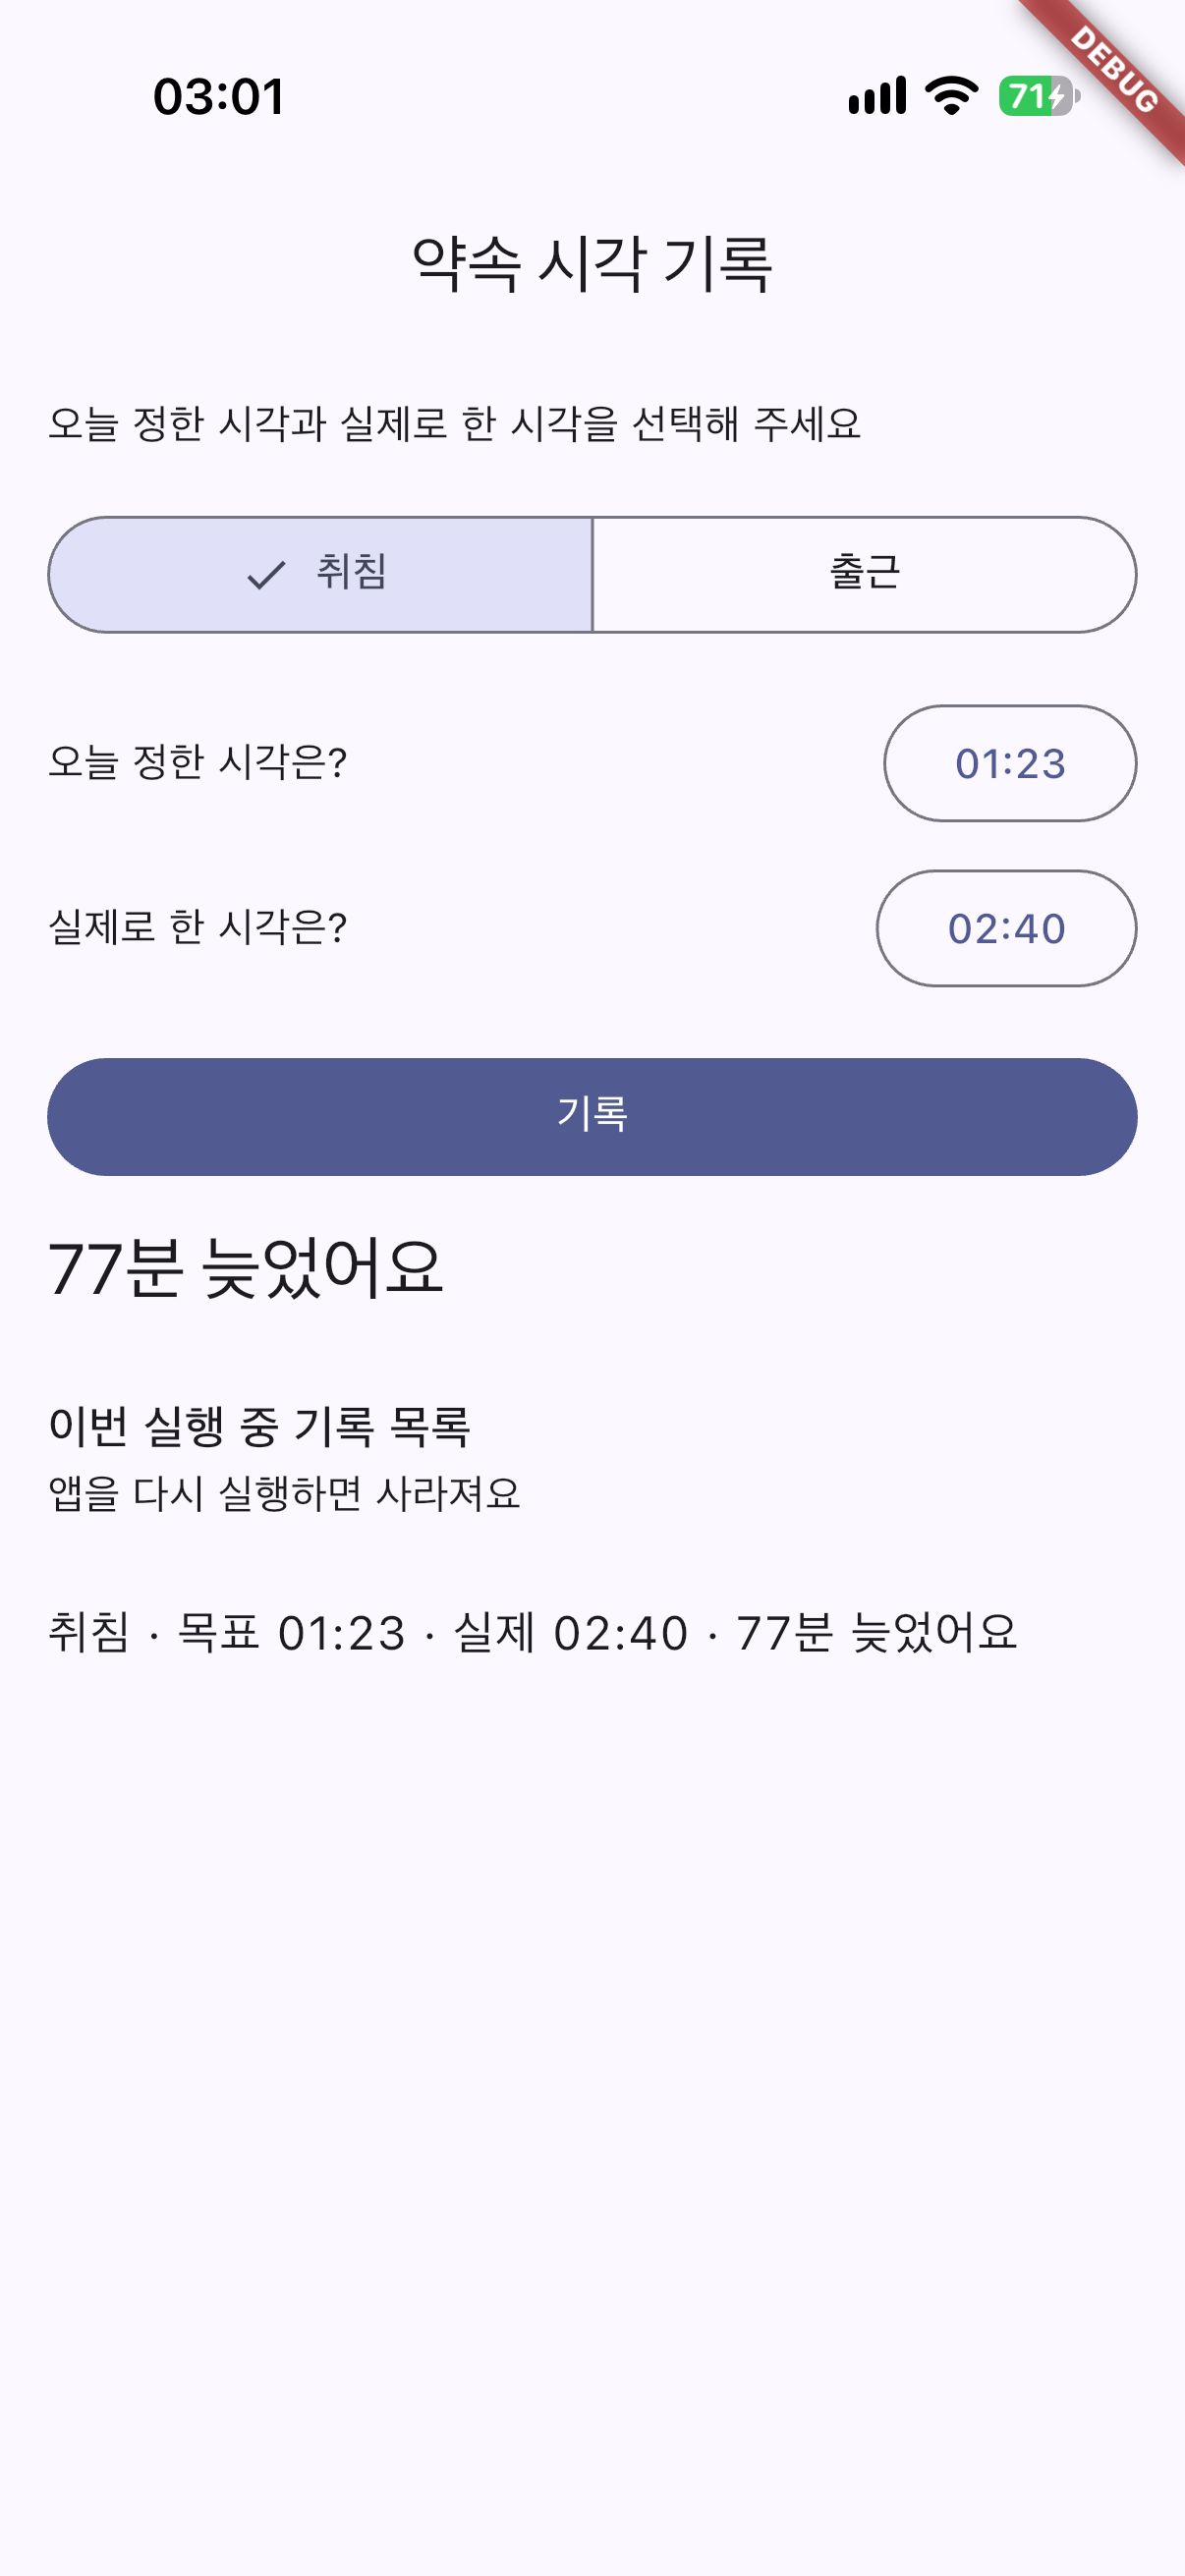 03:01
71
DEBUG
약속 시각 기록
오늘 정한 시각과 실제로 한 시각을 선택해 주세요
취침
출근
오늘 정한 시각은?
01:23
실제로 한 시각은?
02:40
기록
77분 늦었어요
이번 실행 중 기록 목록
앱을 다시 실행하면 사라져요
취침 · 목표 01:23 · 실제 02:40 · 77분 늦었어요